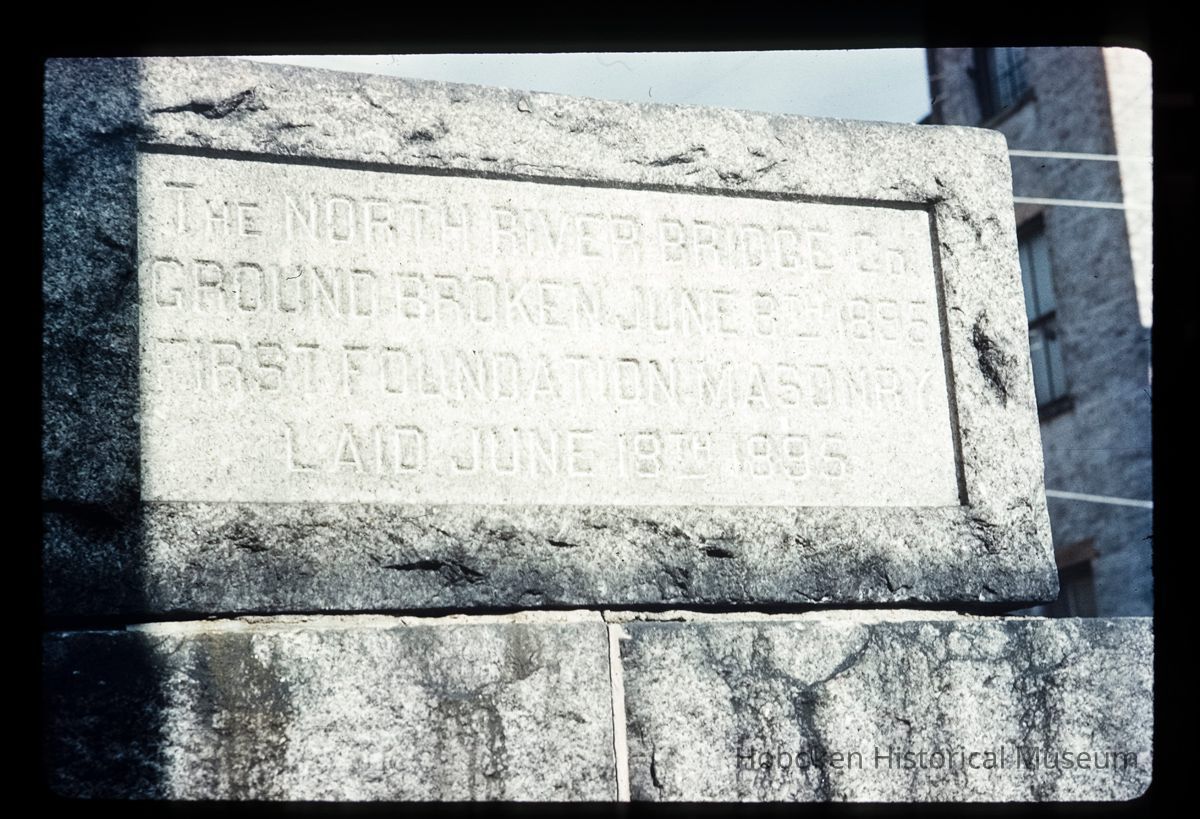 THE NORTH RIVER BRIDGE CO.
GROUND BROKEN JUNE 8TH 1895
FIRST FOUNDATION MASONRY
LAID JUNE 18TH 1895
Hoboken Historical Museum